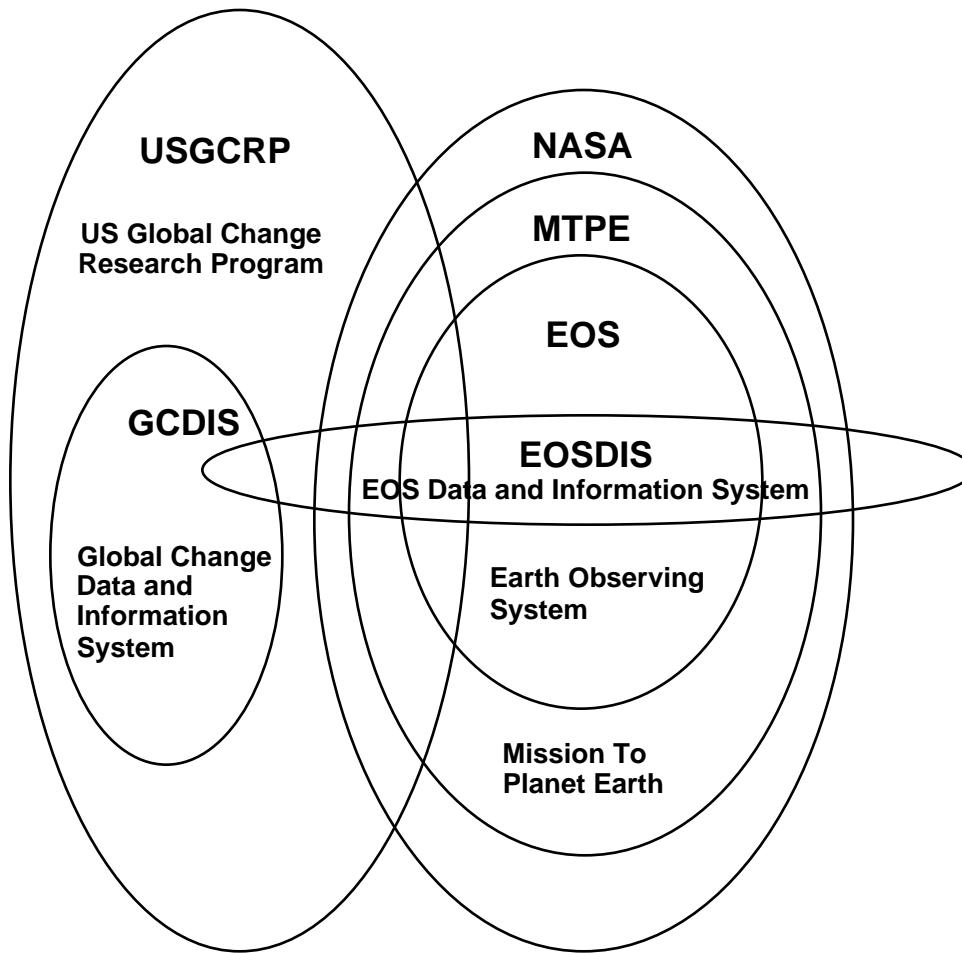 USGCRP
US Global Change
Research Program
GCDIS
Global Change
Data and
Information
System
NASA
MTPE
EOS
EOSDIS
EOS Data and Information System
Earth Observing
System
Mission To
Planet Earth